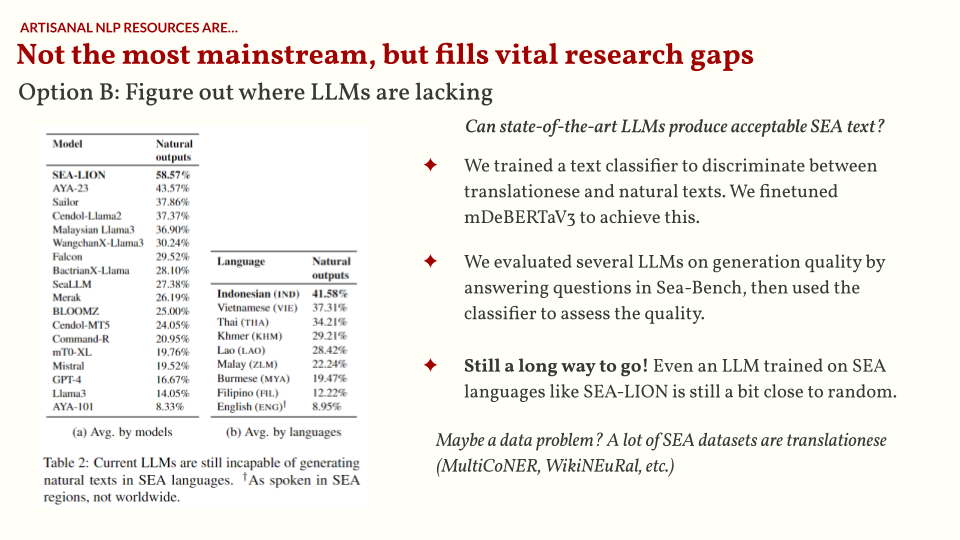 ARTISANAL NLP RESOURCES ARE...
Not the most mainstream, but fills vital research gaps
Option B: Figure out where LLMs are lacking
Model Natural outputs
SEA-LION 58.57%
AYA-23 43.57%
Sailor 37.86%
Cendol-Llama2 37.37%
Malaysian Llama3 36.90%
WangchanX-Llama3 30.24%
Falcon 29.52%
BactrianX-Llama 28.10%
SeaLLM 27.38%
Merak 26.19%
BLOOMZ 25.00%
Cendol-MT5 24.05%
Command-R 20.95%
mT0-XL 19.76%
Mistral 19.52%
GPT-4 16.67%
Llama3 14.05%
AYA-101 8.33%
(a) Avg. by models
Language Natural outputs
Indonesian (IND) 41.58%
Vietnamese (VIE) 37.31%
Thai (THA) 34.21%
Khmer (KHM) 29.21%
Lao (LAO) 28.42%
Malay (ZLM) 22.24%
Burmese (MYA) 19.47%
Filipino (FIL) 12.22%
English (ENG)† 8.95%
(b) Avg. by languages
Table 2: Current LLMs are still incapable of generating
natural texts in SEA languages. †As spoken in SEA
regions, not worldwide.
Can state-of-the-art LLMs produce acceptable SEA text?
✦ We trained a text classifier to discriminate between
translationese and natural texts. We finetuned
mDeBERTaV3 to achieve this.
✦ We evaluated several LLMs on generation quality by
answering questions in Sea-Bench, then used the
classifier to assess the quality.
✦ Still a long way to go! Even an LLM trained on SEA
languages like SEA-LION is still a bit close to random.
Maybe a data problem? A lot of SEA datasets are translationese
(MultiCoNER, WikiNEuRal, etc.)